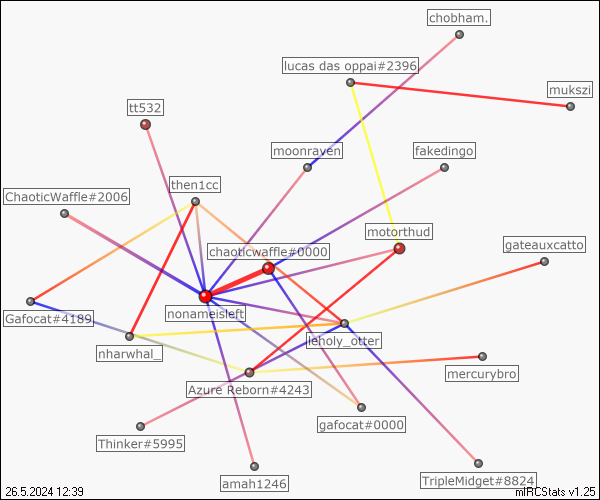 chobham.
lucas das oppai#2396
mukszi
tt532
moonraven
fakedingo
then1cc
ChaoticWaffle#2006
motorthud
gateauxcatto
chaoticwaffle#0000
nonameisleft
Gafocat#4189
leholy_otter
nharwhal_
mercurybro
Azure Reborn#4243
gafocat#0000
Thinker#5995
TripleMidget#8824
amah1246
26.5.2024 12:39
mIRCStats v1.25